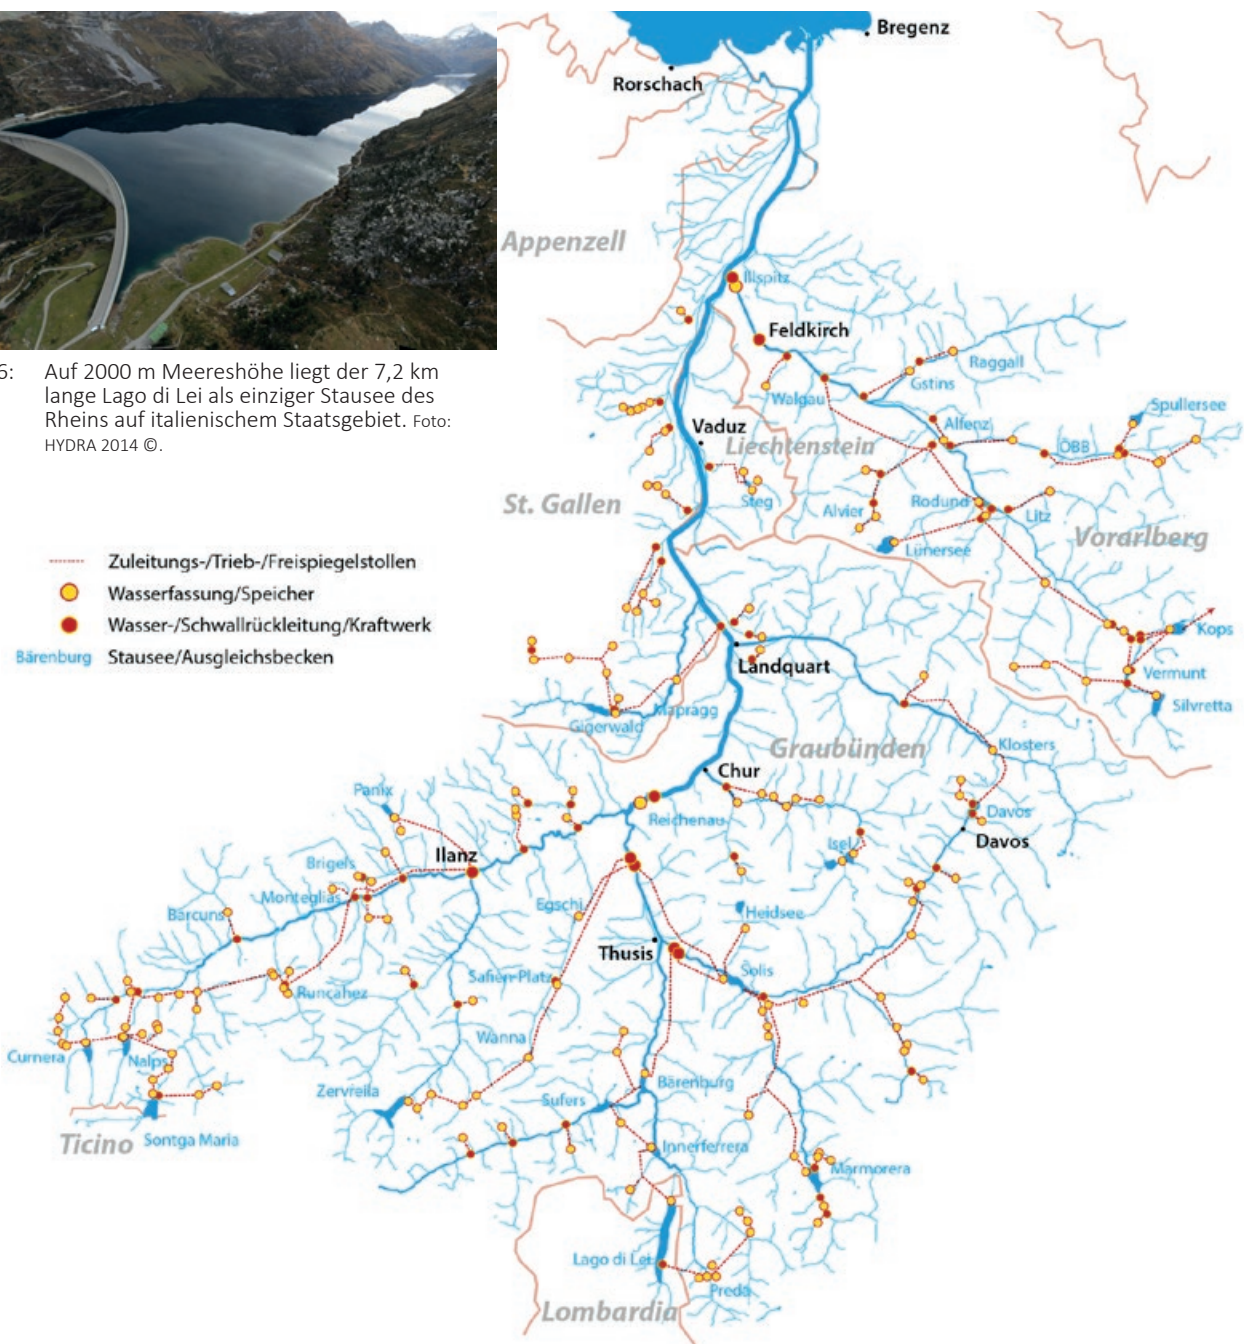 Bregenz
Rorschach
Appenzell
Illspitz
Feldkirch
6: Auf 2000 m Meereshöhe liegt der 7,2 km
lange Lago di Lei als einziger Stausee des
Rheins auf italienischem Staatsgebiet. Foto:
HYDRA 2014 ©.
Raggall
Gstins
Walgau
Spullersee
Vaduz
Alfenz
Liechtenstein
ÖBB
St. Gallen
Steg
Alvier
Rodund
Litz
Vorarlberg
Lünersee
Zuleitungs-/Trieb-/Freispiegelstollen
Wasserfassung/Speicher
Wasser-/Schwallrückleitung/Kraftwerk
Bärenburg Stausee/Ausgleichsbecken
Kops
Landquart
Vermunt
Silvretta
Mapragg
Gigerwald
Graubünden
Klosters
Chur
Panix
Reichenau
Davos
Davos
Isel
Ilanz
Brigels
Monteglias
Egschi
Barcuns
Heidsee
Thusis
Solis
Safien-Platz
Runcahez
Wanna
Curnera
Nalps
Zervreila
Bärenburg
Sufers
Ticino
Sontga Maria
Innerferrera
Marmorera
Lago di Lei
Preda
Lombardia